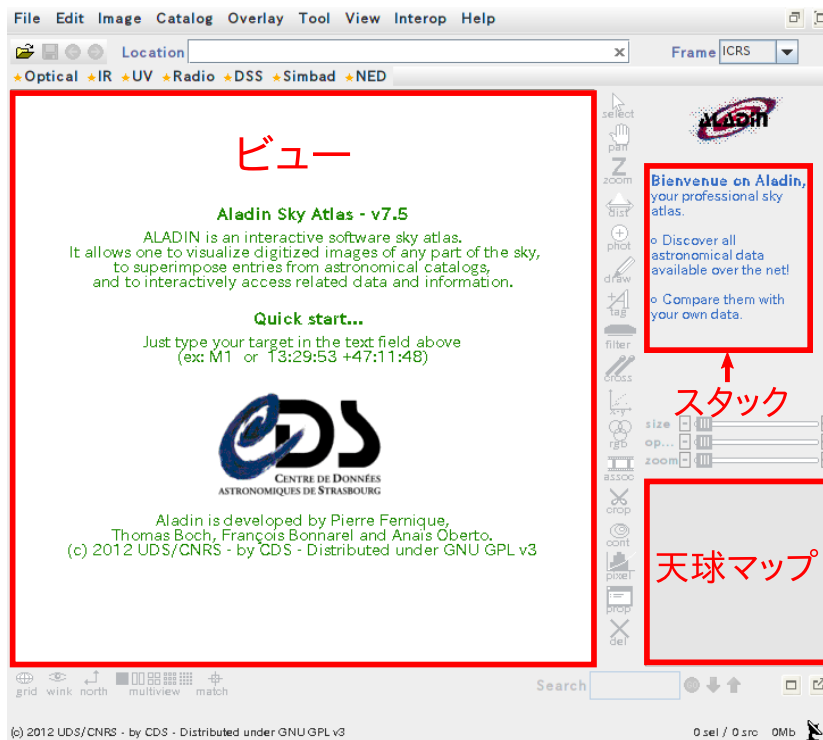 File Edit Image Catalog Overlay Tool View Interop Help
Location
Frame ICRS
Optical IR UV Radio DSS Simbad NED
ビュー
Aladin Sky Atlas - v7.5
ALADIN is an interactive software sky atlas.
It allows one to visualize digitized images of any part of the sky,
to superimpose entries from astronomical catalogs,
and to interactively access related data and information.
Quick start...
Just type your target in the text field above
(ex: M1 or 13:29:53 +47:11:48)
CDS
CENTRE DE DONNÉES
ASTRONOMIQUES DE STRASBOURG
Aladin is developed by Pierre Fernique,
Thomas Boch, François Bonnarel and Anaïs Oberto.
(c) 2012 UDS/CNRS - by CDS - Distributed under GNU GPL v3
select
pan
zoom
dist
phot
draw
tag
filter
cross
x-y
rgb
assoc
crop
cont
pixel
prop
del
ALADIN
Bienvenue on Aladin,
your professional sky
atlas.
o Discover all
astronomical data
available over the net!
o Compare them with
your own data.
スタック
size
op...
zoom
天球マップ
grid wink north multiview match
Search
(c) 2012 UDS/CNRS - by CDS - Distributed under GNU GPL v3
0 sel / 0 src 0Mb